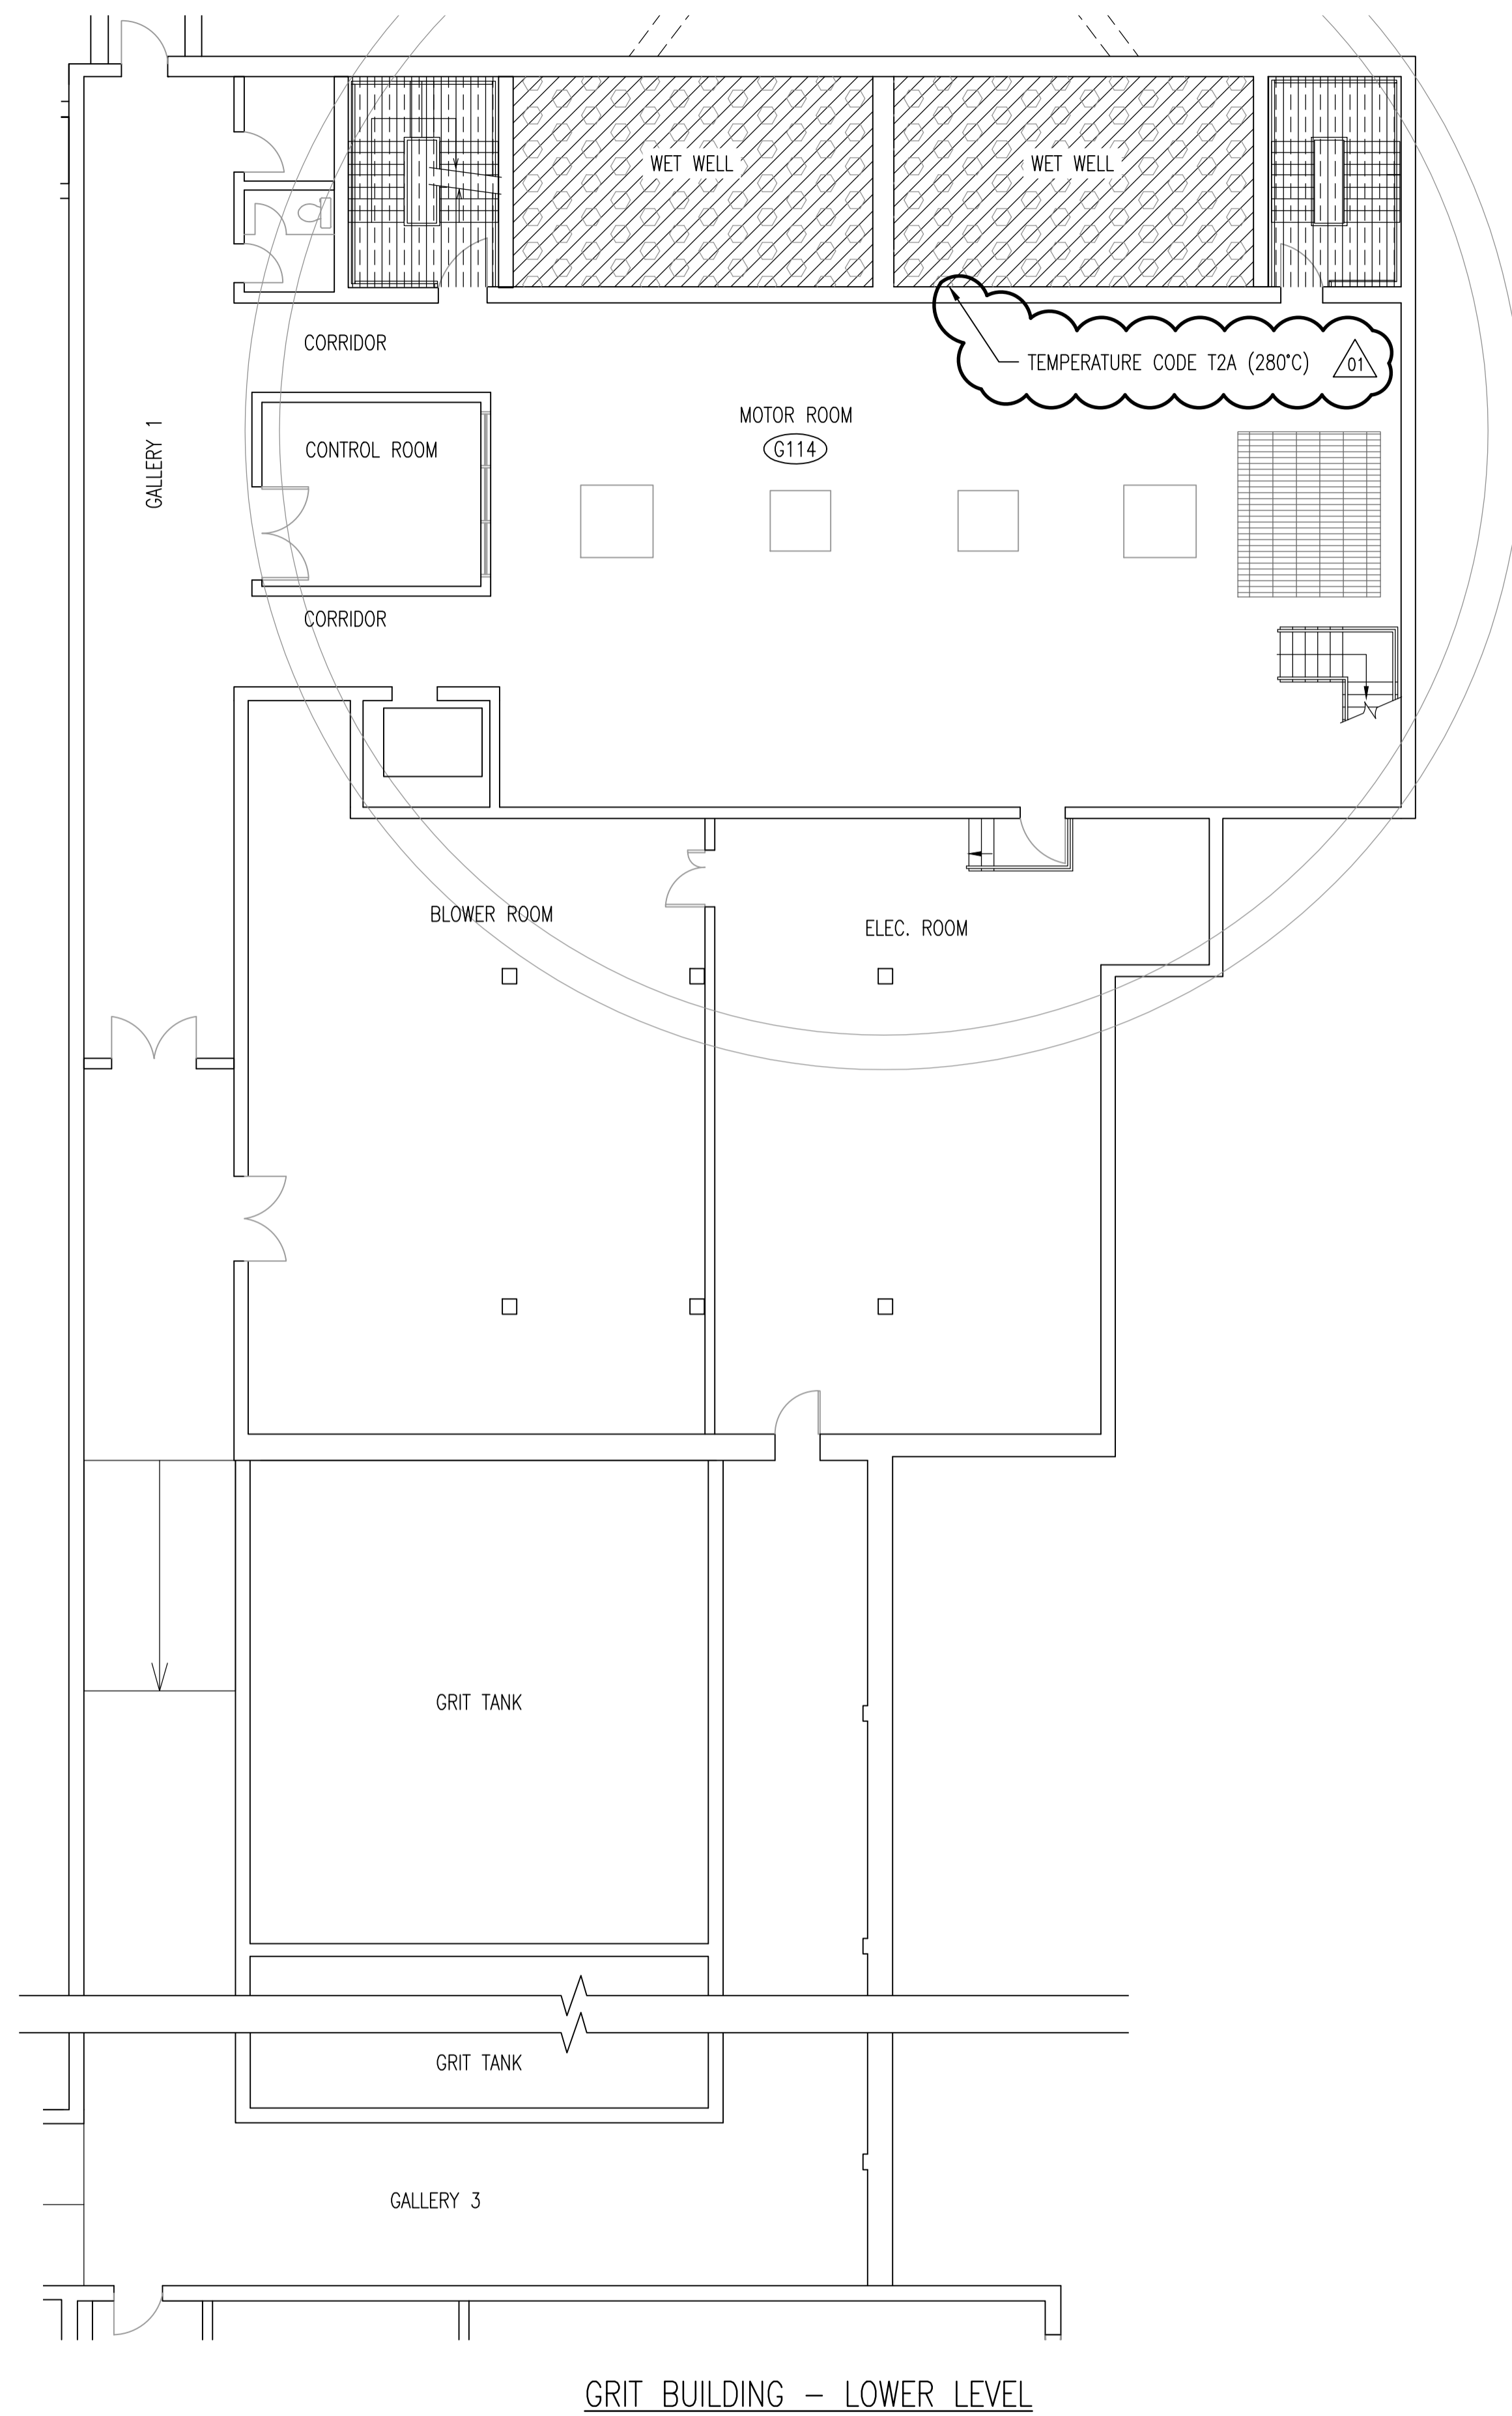 WET WELL
WET WELL
CORRIDOR
TEMPERATURE CODE T2A (280°C)
01
MOTOR ROOM
G114
CONTROL ROOM
GALLERY 1
CORRIDOR
BLOWER ROOM
ELEC. ROOM
GRIT TANK
GRIT TANK
GALLERY 3
GRIT BUILDING – LOWER LEVEL